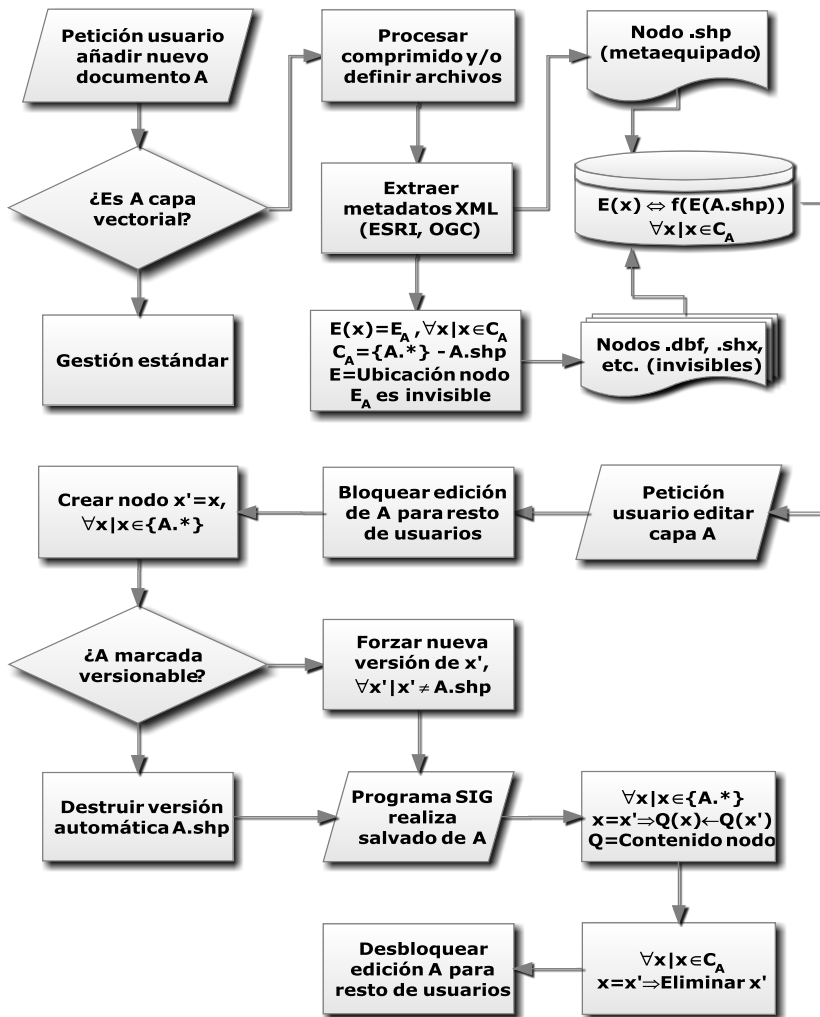 Petición usuario
añadir nuevo
documento A
Procesar
comprimido y/o
definir archivos
Nodo .shp
(metaequipado)
¿Es A capa
vectorial?
Extraer
metadatos XML
(ESRI, OGC)
E(x) ⇔ f(E(A.shp))
∀x|x∈C_A
Gestión estándar
E(x)=E_A ,∀x|x∈C_A
C_A={A.*} - A.shp
E=Ubicación nodo
E_A es invisible
Nodos .dbf, .shx,
etc. (invisibles)
Crear nodo x'=x,
∀x|x∈{A.*}
Bloquear edición
de A para resto
de usuarios
Petición
usuario editar
capa A
¿A marcada
versionable?
Forzar nueva
versión de x',
∀x'|x' ≠ A.shp
Destruir versión
automática A.shp
Programa SIG
realiza
salvado de A
∀x|x∈{A.*}
x=x'⇒Q(x)←Q(x')
Q=Contenido nodo
Desbloquear
edición A para
resto de usuarios
∀x|x∈C_A
x=x'⇒Eliminar x'